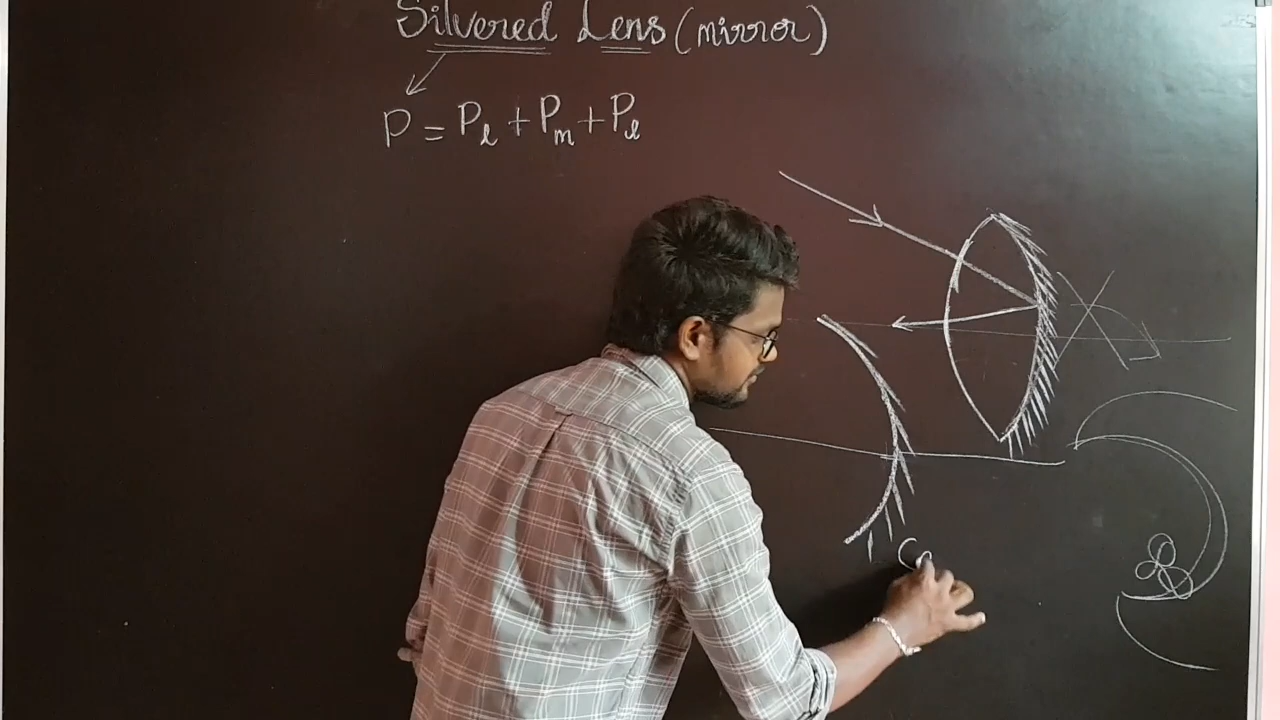 Silvered Lens (mirror)
P = Pℓ + Pm + Pℓ